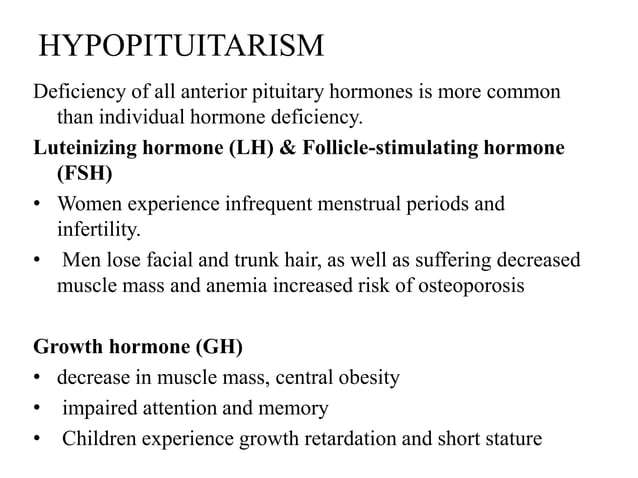 HYPOPITUITARISM
Deficiency of all anterior pituitary hormones is more common
than individual hormone deficiency.
Luteinizing hormone (LH) & Follicle-stimulating hormone
(FSH)
• Women experience infrequent menstrual periods and
infertility.
• Men lose facial and trunk hair, as well as suffering decreased
muscle mass and anemia increased risk of osteoporosis
Growth hormone (GH)
• decrease in muscle mass, central obesity
• impaired attention and memory
• Children experience growth retardation and short stature